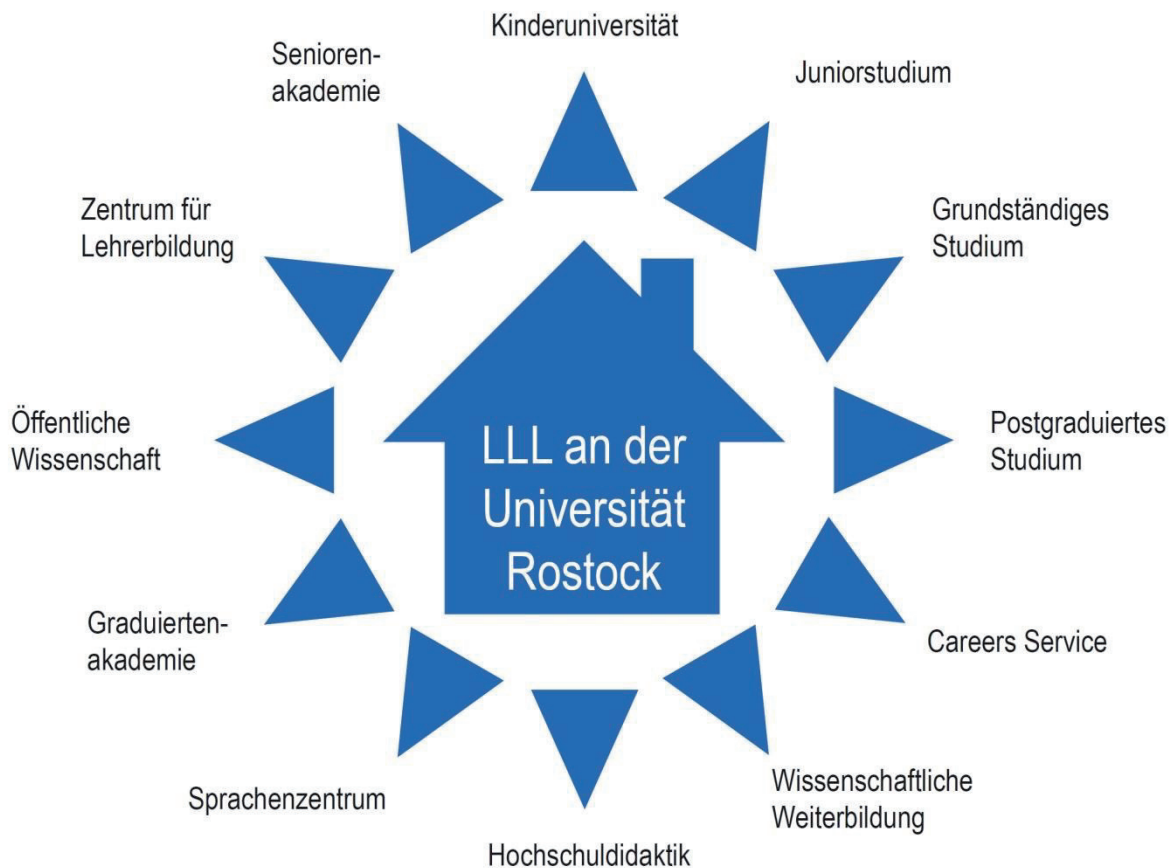 Kinderuniversität
Juniorstudium
Grundständiges
Studium
Postgraduiertes
Studium
Careers Service
Wissenschaftliche
Weiterbildung
Hochschuldidaktik
Sprachenzentrum
Graduierten-
akademie
Öffentliche
Wissenschaft
Zentrum für
Lehrerbildung
Senioren-
akademie
LLL an der
Universität
Rostock